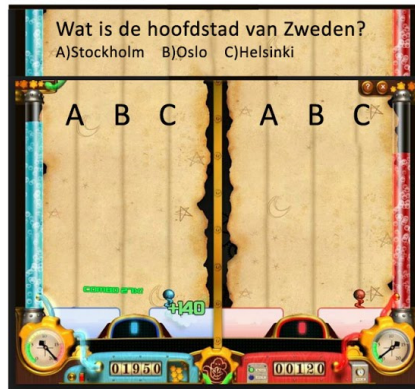 Wat is de hoofdstad van Zweden?
A)Stockholm B)Oslo C)Helsinki
A B C A B C
+140
01950 00120